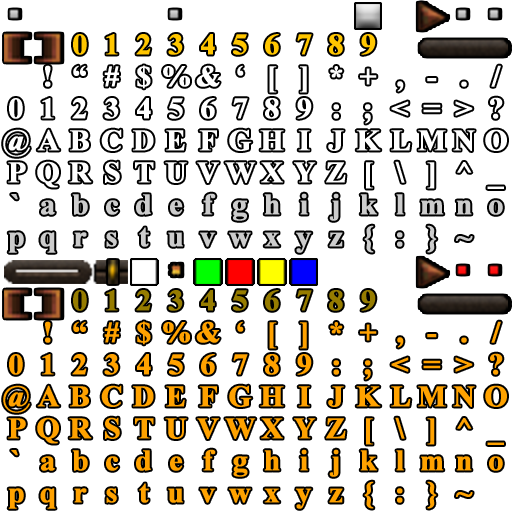 0 1 2 3 4 5 6 7 8 9
! “ # $ % & ‘ [ ] * + , - . /
0 1 2 3 4 5 6 7 8 9 : ; < = > ?
@ A B C D E F G H I J K L M N O
P Q R S T U V W X Y Z [ \ ] ^ _
` a b c d e f g h i j k l m n o
p q r s t u v w x y z { : } ~
0 1 2 3 4 5 6 7 8 9
! “ # $ % & ‘ [ ] * + , - . /
0 1 2 3 4 5 6 7 8 9 : ; < = > ?
@ A B C D E F G H I J K L M N O
P Q R S T U V W X Y Z [ \ ] ^ _
` a b c d e f g h i j k l m n o
p q r s t u v w x y z { : } ~